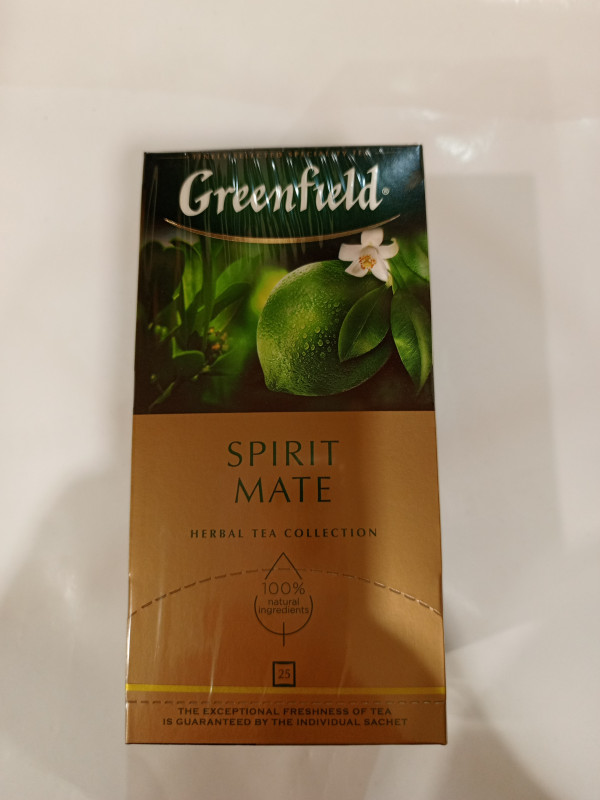 Greenfield®
SPIRIT
MATE
HERBAL TEA COLLECTION
100%
natural
ingredients
25
THE EXCEPTIONAL FRESHNESS OF TEA
IS GUARANTEED BY THE INDIVIDUAL SACHET